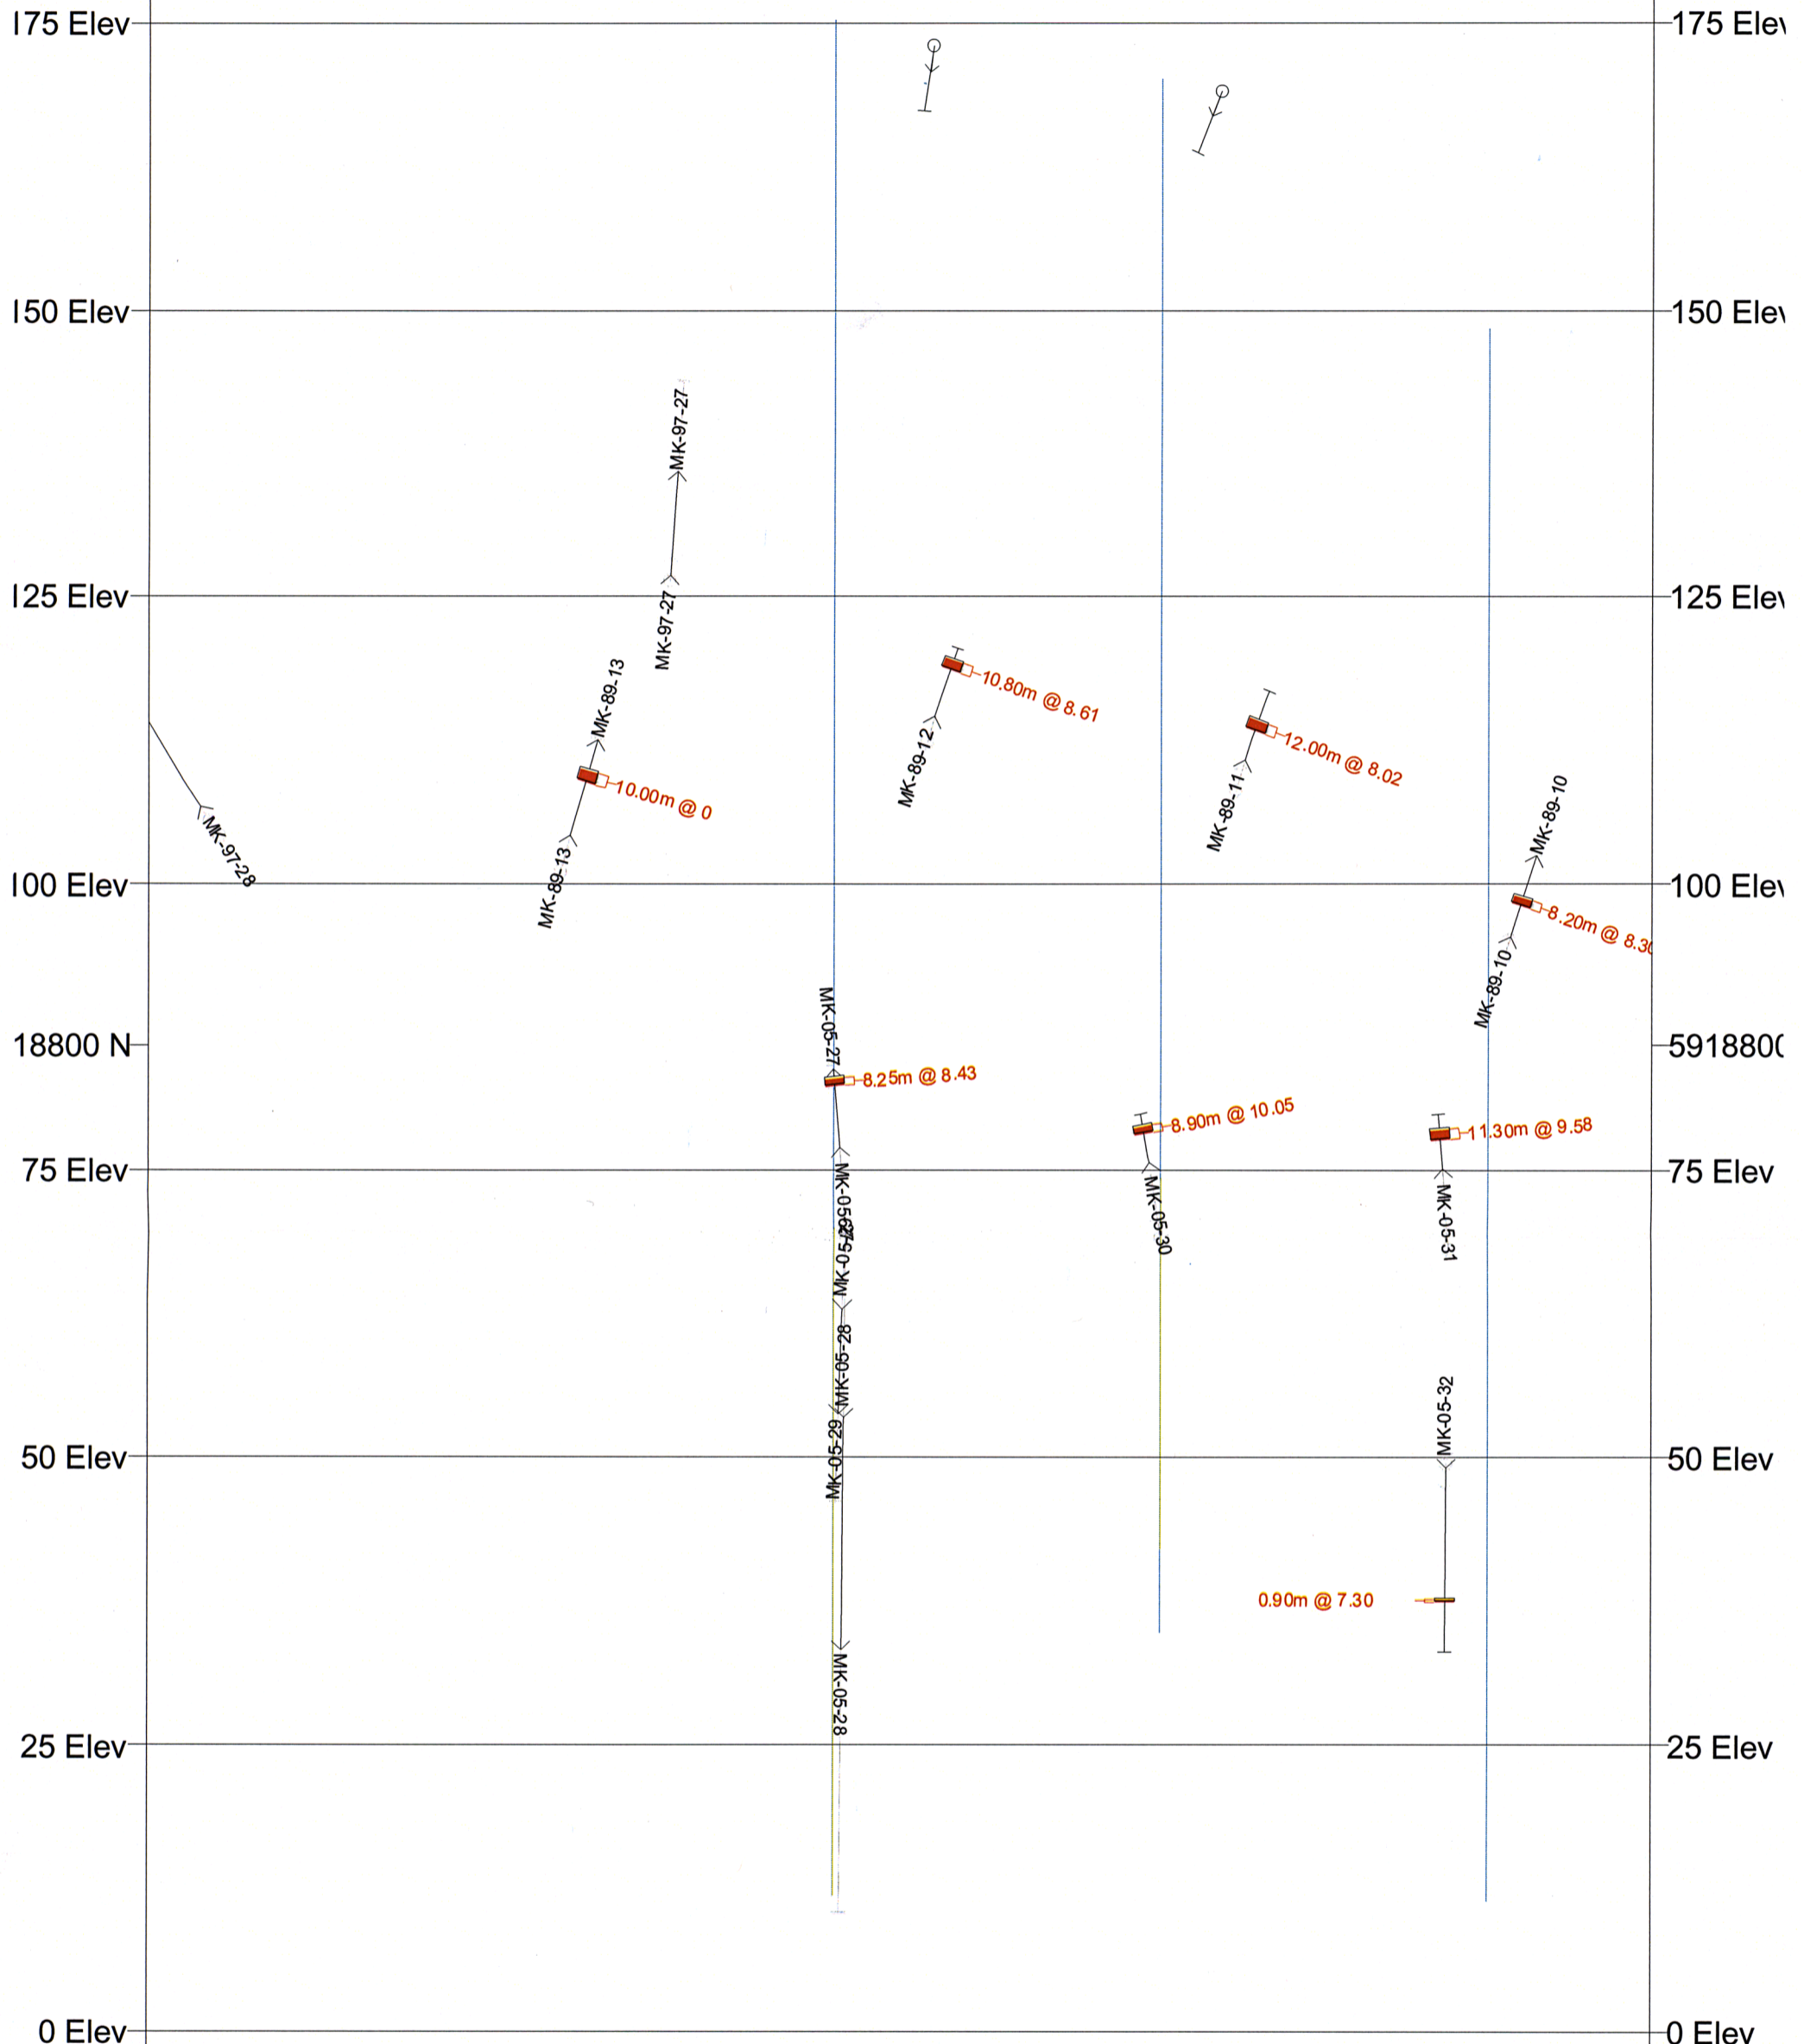 175 Elev
175 Elev
150 Elev
150 Elev
MK-97-27
125 Elev
125 Elev
MK-97-27
MK-89-13
10.80m @ 8.61
MK-89-12
12.00m @ 8.02
MK-89-11
10.00m @ 0
MK-97-28
MK-89-13
MK-89-10
100 Elev
100 Elev
8.20m @ 8.30
MK-89-10
MK-05-27
18800 N
5918800
8.25m @ 8.43
8.90m @ 10.05
11.30m @ 9.58
75 Elev
75 Elev
MK-05-30
MK-05-31
MK-05-28
MK-05-32
MK-05-29
50 Elev
50 Elev
0.90m @ 7.30
MK-05-28
25 Elev
25 Elev
0 Elev
0 Elev